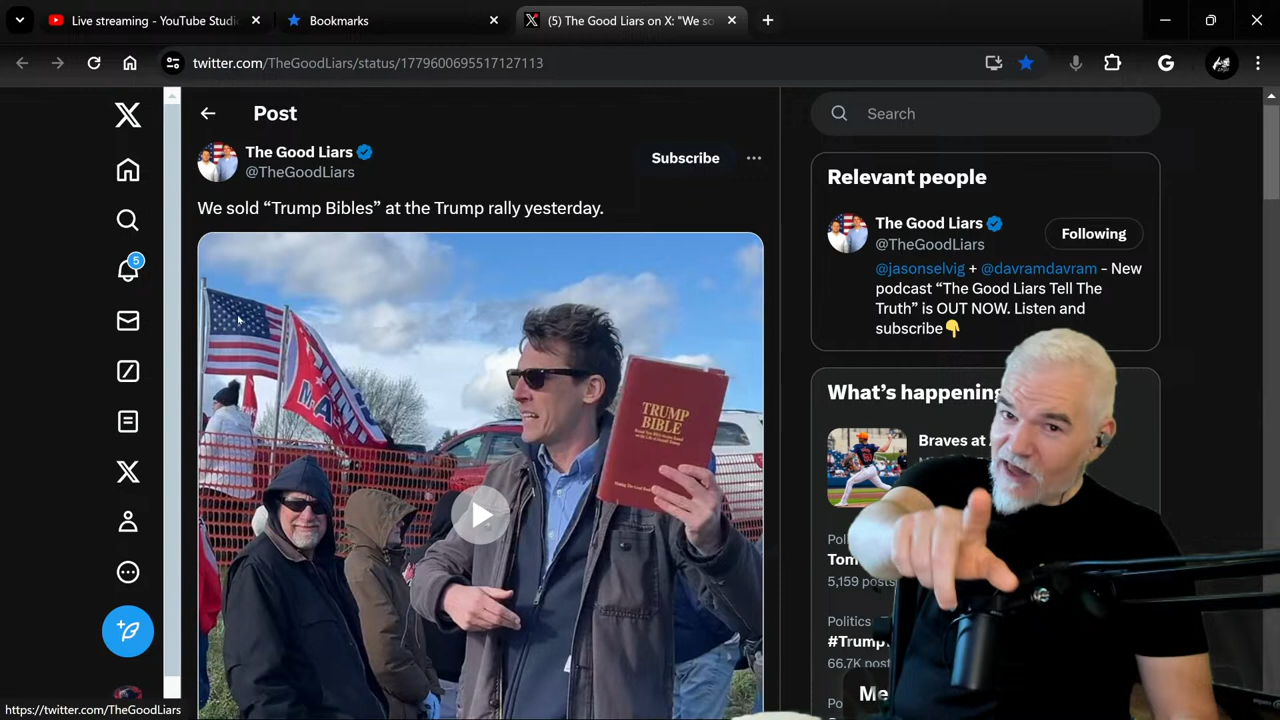 Live streaming - YouTube Studi
Bookmarks
(5) The Good Liars on X: "We so
twitter.com/TheGoodLiars/status/1779600695517127113
Post
The Good Liars
@TheGoodLiars
Subscribe
We sold “Trump Bibles” at the Trump rally yesterday.
TRUMP
BIBLE
5
Search
Relevant people
The Good Liars
@TheGoodLiars
Following
@jasonselvig + @davramdavram - New
podcast “The Good Liars Tell The
Truth” is OUT NOW. Listen and
subscribe👇
What’s happening
Braves at
Tom
5,159 posts
Politics
#Trump
66.7K post
Me
https://twitter.com/TheGoodLiars